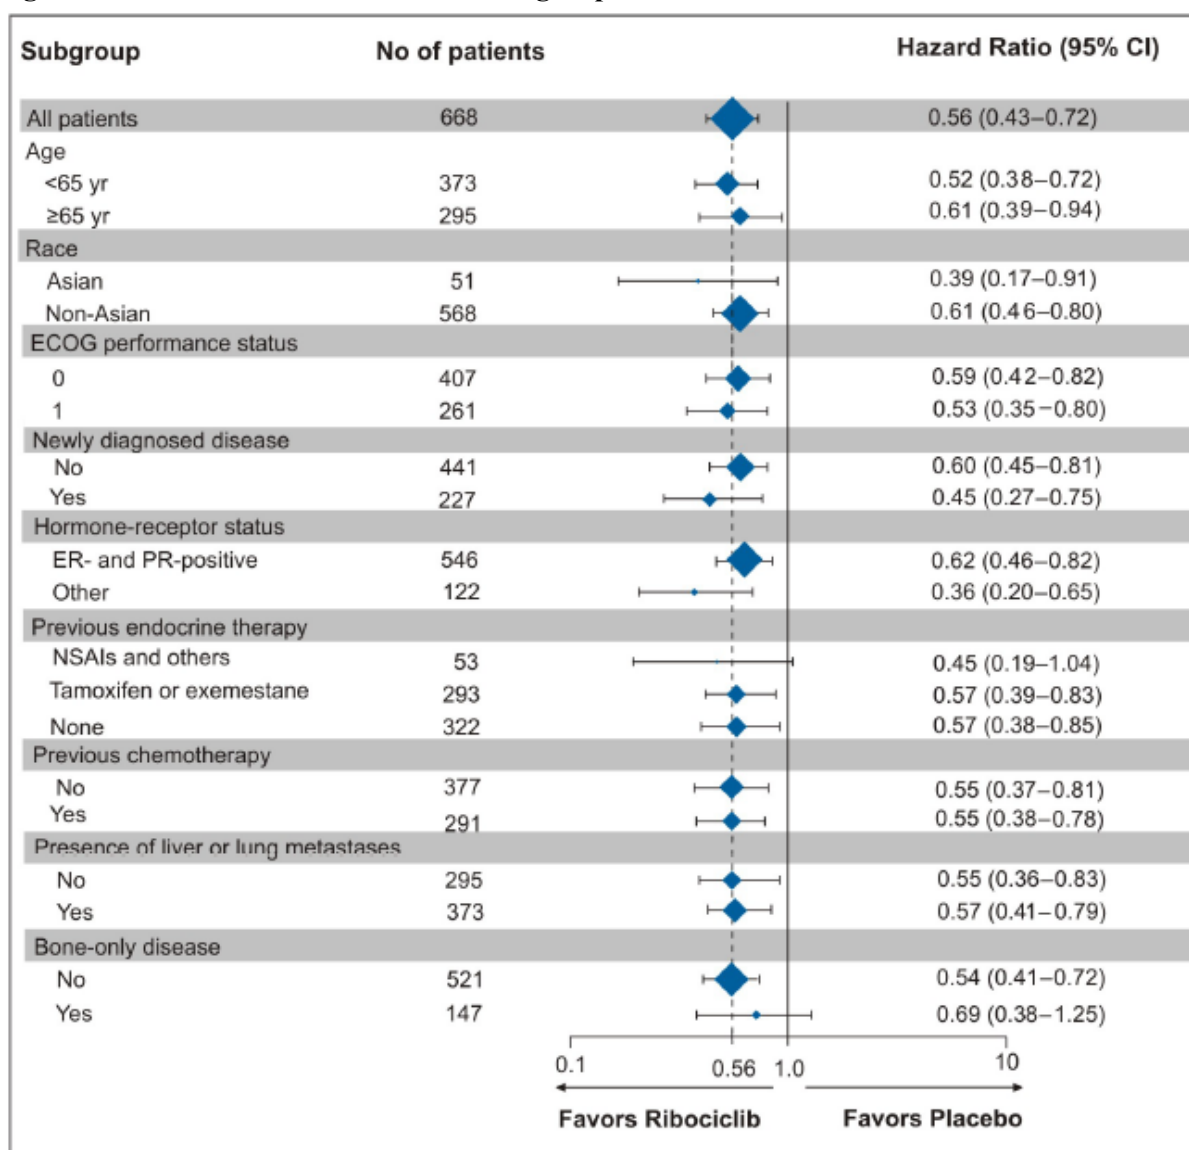 Subgroup No of patients Hazard Ratio (95% CI)
All patients 668 0.56 (0.43–0.72)
Age
<65 yr 373 0.52 (0.38–0.72)
≥65 yr 295 0.61 (0.39–0.94)
Race
Asian 51 0.39 (0.17–0.91)
Non-Asian 568 0.61 (0.46–0.80)
ECOG performance status
0 407 0.59 (0.42–0.82)
1 261 0.53 (0.35–0.80)
Newly diagnosed disease
No 441 0.60 (0.45–0.81)
Yes 227 0.45 (0.27–0.75)
Hormone-receptor status
ER- and PR-positive 546 0.62 (0.46–0.82)
Other 122 0.36 (0.20–0.65)
Previous endocrine therapy
NSAIs and others 53 0.45 (0.19–1.04)
Tamoxifen or exemestane 293 0.57 (0.39–0.83)
None 322 0.57 (0.38–0.85)
Previous chemotherapy
No 377 0.55 (0.37–0.81)
Yes 291 0.55 (0.38–0.78)
Presence of liver or lung metastases
No 295 0.55 (0.36–0.83)
Yes 373 0.57 (0.41–0.79)
Bone-only disease
No 521 0.54 (0.41–0.72)
Yes 147 0.69 (0.38–1.25)
0.1 0.56 1.0 10
Favors Ribociclib Favors Placebo